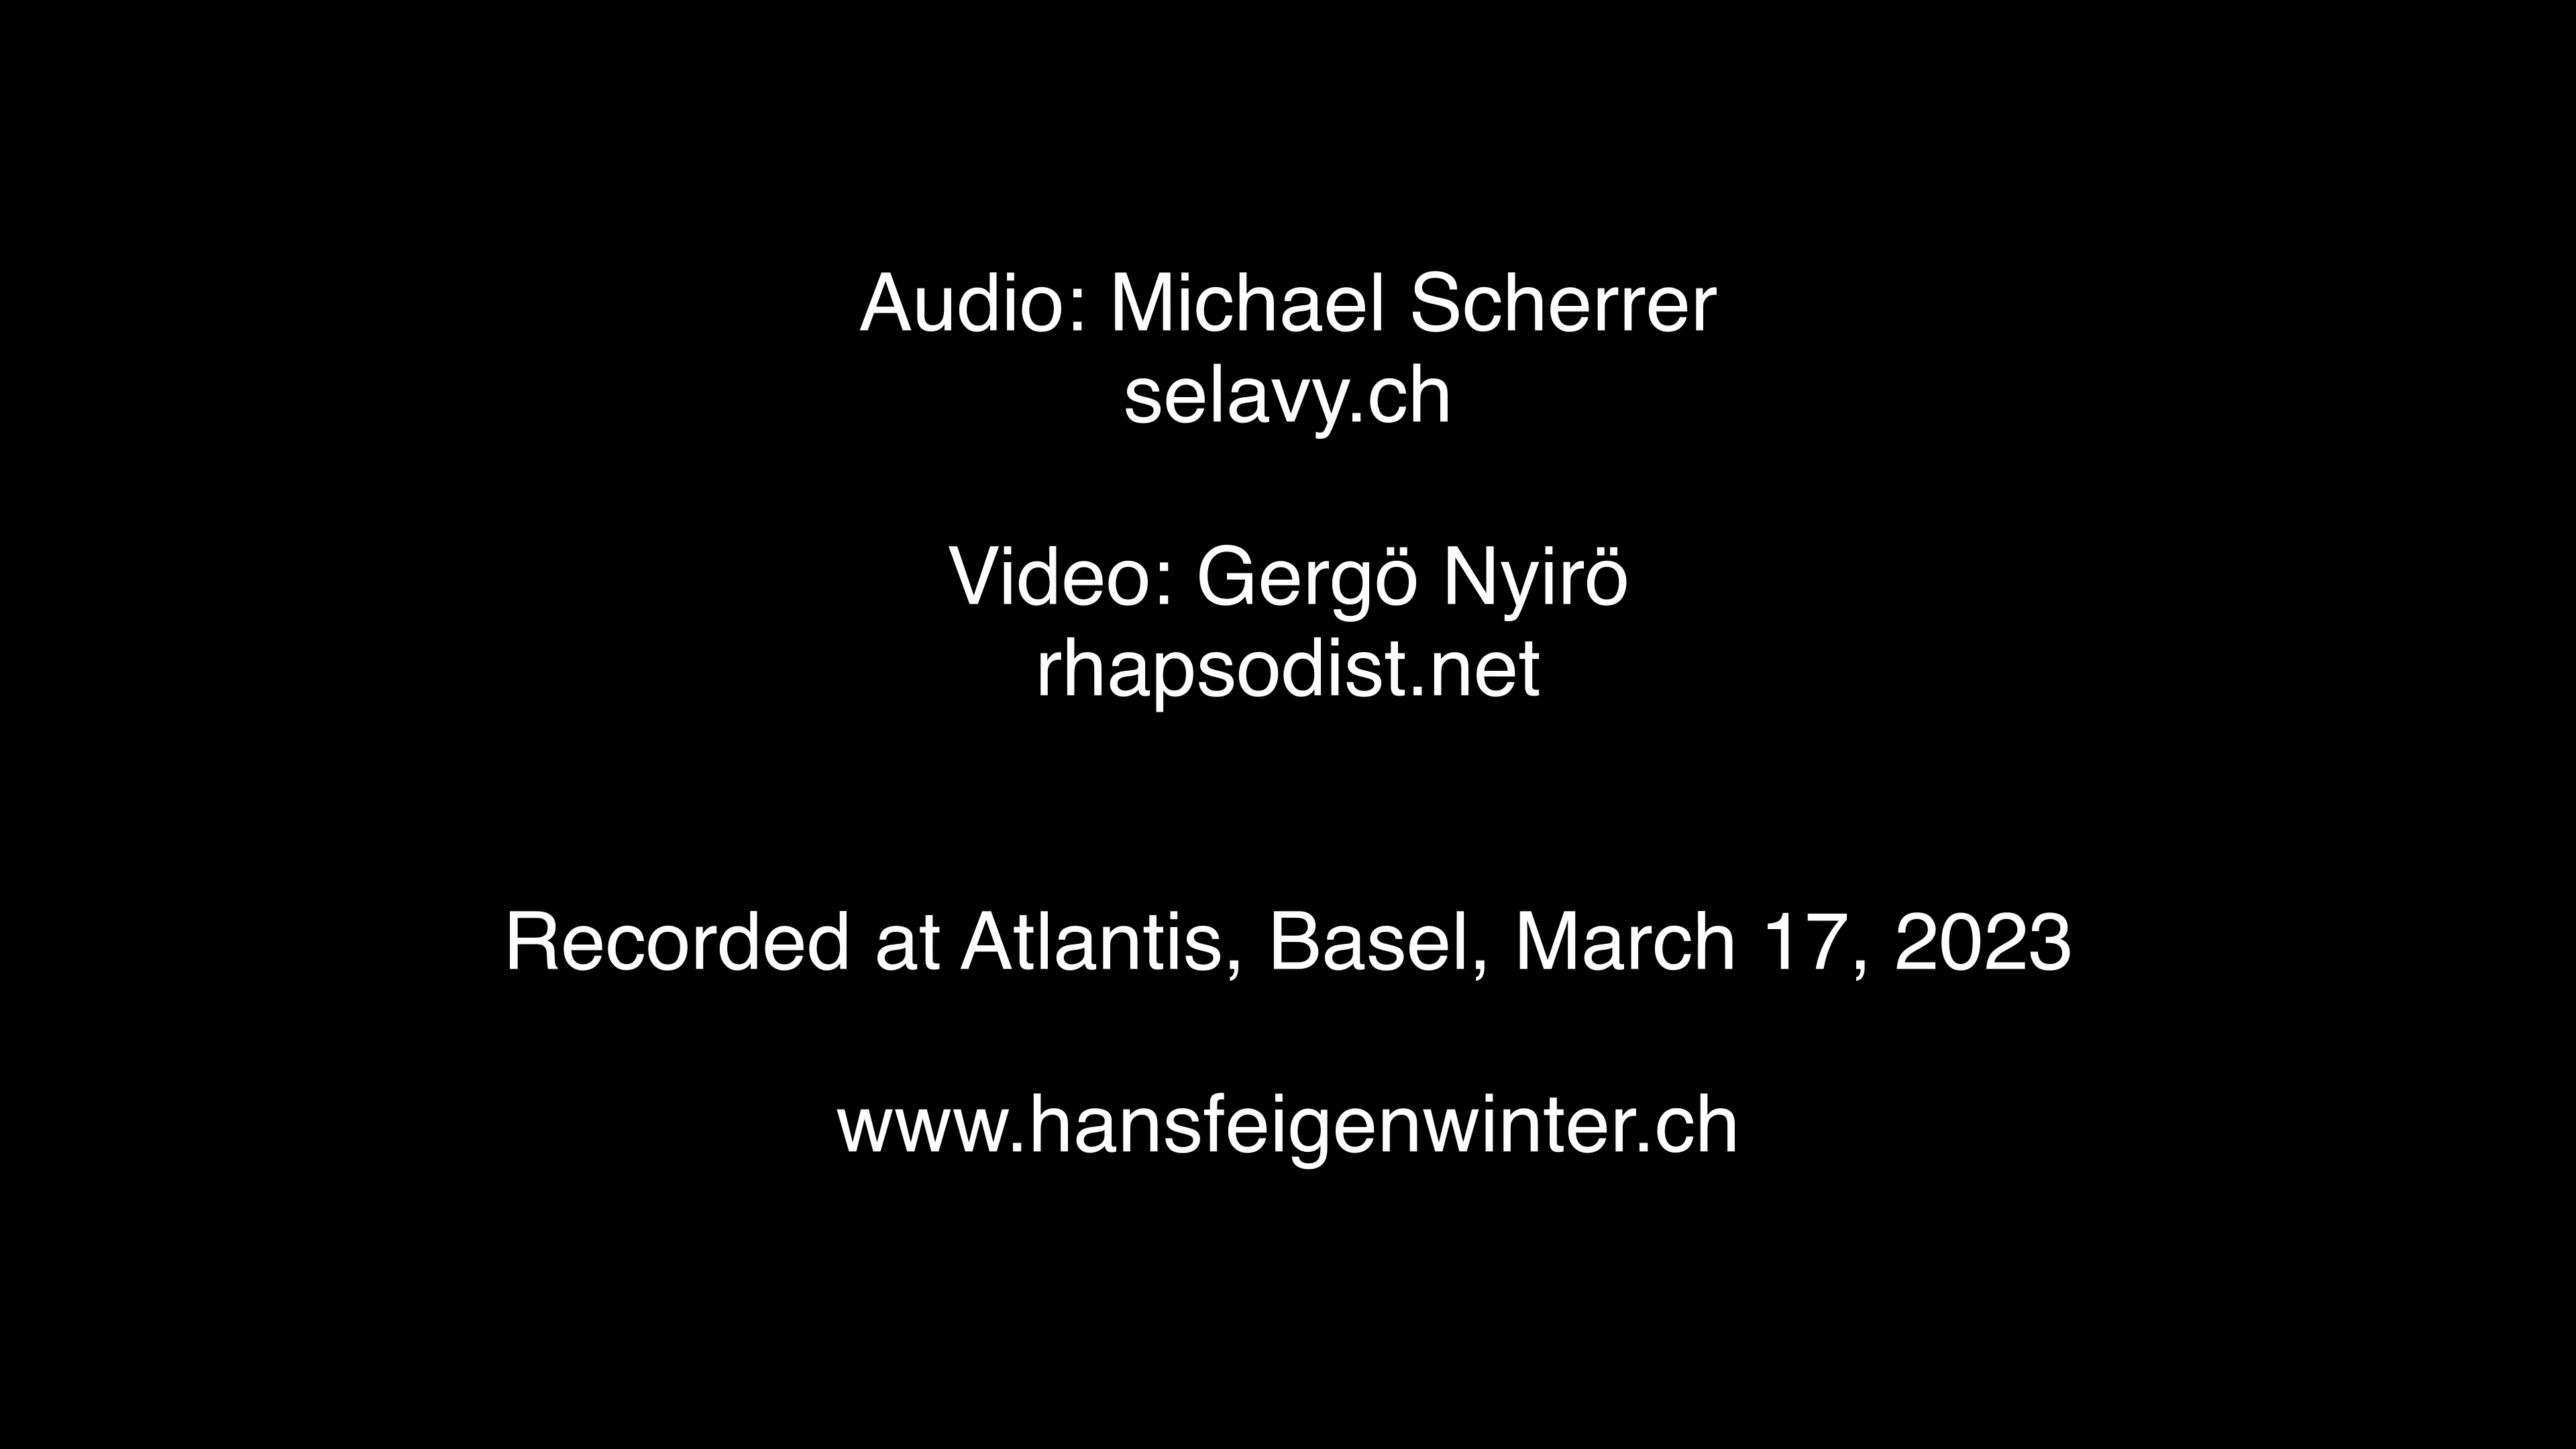 Audio: Michael Scherrer
selavy.ch
Video: Gergö Nyirö
rhapsodist.net
Recorded at Atlantis, Basel, March 17, 2023
www.hansfeigenwinter.ch